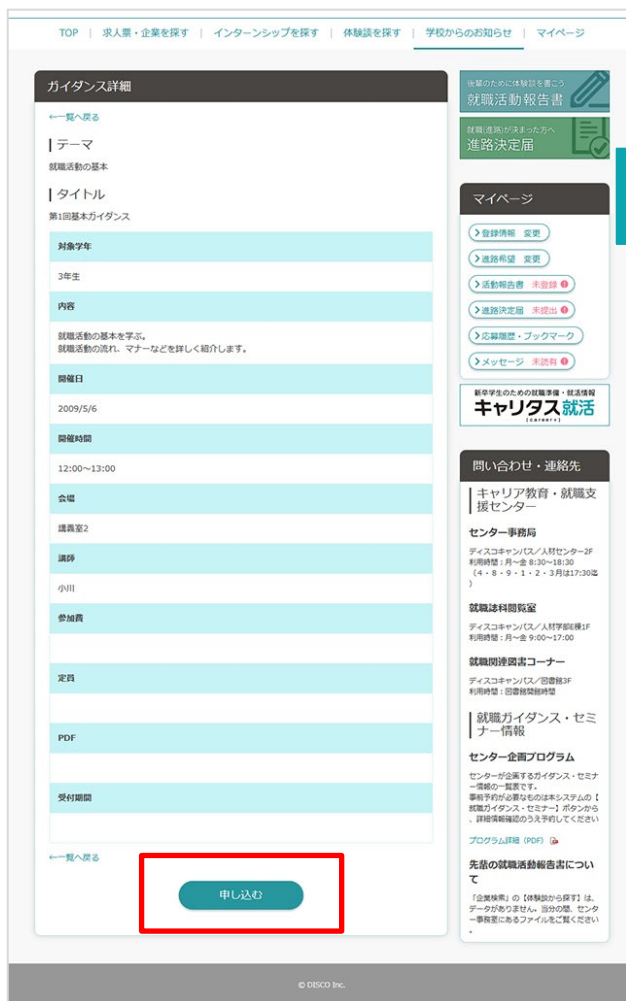 TOP | 求人票・企業を探す | インターンシップを探す | 体験談を探す | 学校からのお知らせ | マイページ
ガイダンス詳細
←一覧へ戻る
テーマ
就職活動の基本
タイトル
第1回基本ガイダンス
対象学年
3年生
内容
就職活動の基本を学ぶ。
就職活動の流れ、マナーなどを詳しく紹介します。
開催日
2009/5/6
開催時間
12:00～13:00
会場
講義室2
講師
小川
参加費
定員
PDF
受付期間
←一覧へ戻る
申し込む
後輩のために体験談を書こう
就職活動報告書
就職(進路)が決まった方へ
進路決定届
マイページ
登録情報 変更
進路希望 変更
活動報告書 未登録
進路決定届 未提出
応募履歴・ブックマーク
メッセージ 未読有
新卒学生のための就職準備・就活情報
キャリタス就活
[career+]
問い合わせ・連絡先
キャリア教育・就職支
援センター
センター事務局
ディスコキャンパス／人材センター2F
利用時間：月～金 8:30～18:30
（4・8・9・1・2・3月は17:30迄
）
就職誌料閲覧室
ディスコキャンパス／人材学部E棟1F
利用時間：月～金 9:00～17:00
就職関連図書コーナー
ディスコキャンパス／図書館3F
利用時間：図書館開館時間
就職ガイダンス・セミ
ナー情報
センター企画プログラム
センターが企画するガイダンス・セミナ
ー情報の一覧表です。
事前予約が必要なものは本システムの【
就職ガイダンス・セミナー】ボタンから
、詳細情報確認のうえ予約してください
プログラム詳細（PDF）
先輩の就職活動報告書につい
て
「企業検索」の【体験談から探す】は、
データがありません。当分の間、センタ
ー事務室にあるファイルをご覧ください
。
© DISCO Inc.